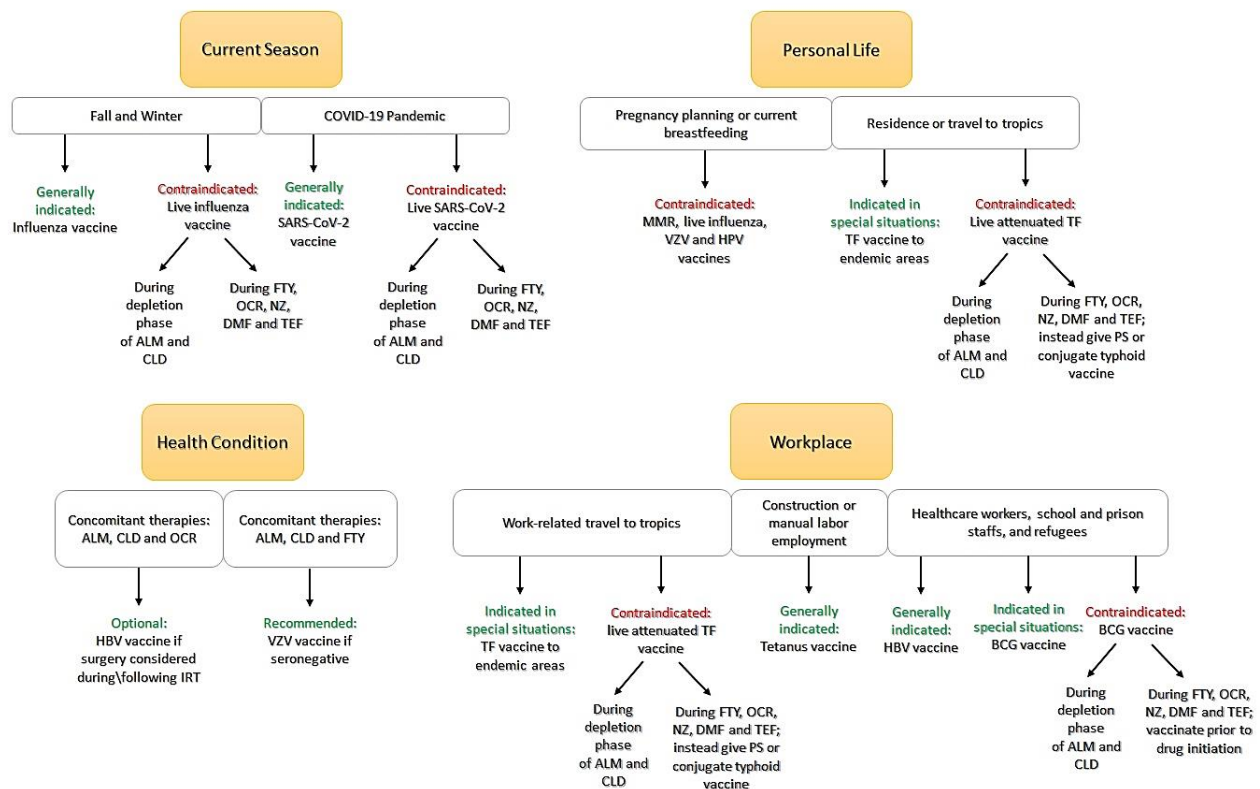 Current Season
Fall and Winter
COVID-19 Pandemic
Generally
indicated:
Influenza vaccine
Contraindicated:
Live influenza
vaccine
Generally
indicated:
SARS-CoV-2
vaccine
Contraindicated:
Live SARS-CoV-2
vaccine
During
depletion
phase
of ALM and
CLD
During FTY,
OCR, NZ,
DMF and TEF
During
depletion
phase
of ALM and
CLD
During FTY,
OCR, NZ,
DMF and TEF
Personal Life
Pregnancy planning or current
breastfeeding
Residence or travel to tropics
Contraindicated:
MMR, live influenza,
VZV and HPV
vaccines
Indicated in
special situations:
TF vaccine to
endemic areas
Contraindicated:
Live attenuated TF
vaccine
During
depletion
phase
of ALM and
CLD
During FTY, OCR,
NZ, DMF and TEF;
instead give PS or
conjugate typhoid
vaccine
Health Condition
Concomitant therapies:
ALM, CLD and OCR
Concomitant therapies:
ALM, CLD and FTY
Optional:
HBV vaccine if
surgery considered
during\following IRT
Recommended:
VZV vaccine if
seronegative
Workplace
Work-related travel to tropics
Construction or
manual labor
employment
Healthcare workers, school and prison
staffs, and refugees
Indicated in
special situations:
TF vaccine to
endemic areas
Contraindicated:
live attenuated TF
vaccine
Generally
indicated:
Tetanus vaccine
Generally
indicated:
HBV vaccine
Indicated in
special situations:
BCG vaccine
Contraindicated:
BCG vaccine
During
depletion
phase
of ALM and
CLD
During FTY, OCR,
NZ, DMF and TEF;
instead give PS or
conjugate typhoid
vaccine
During
depletion
phase
of ALM and
CLD
During FTY, OCR,
NZ, DMF and TEF;
vaccinate prior to
drug initiation